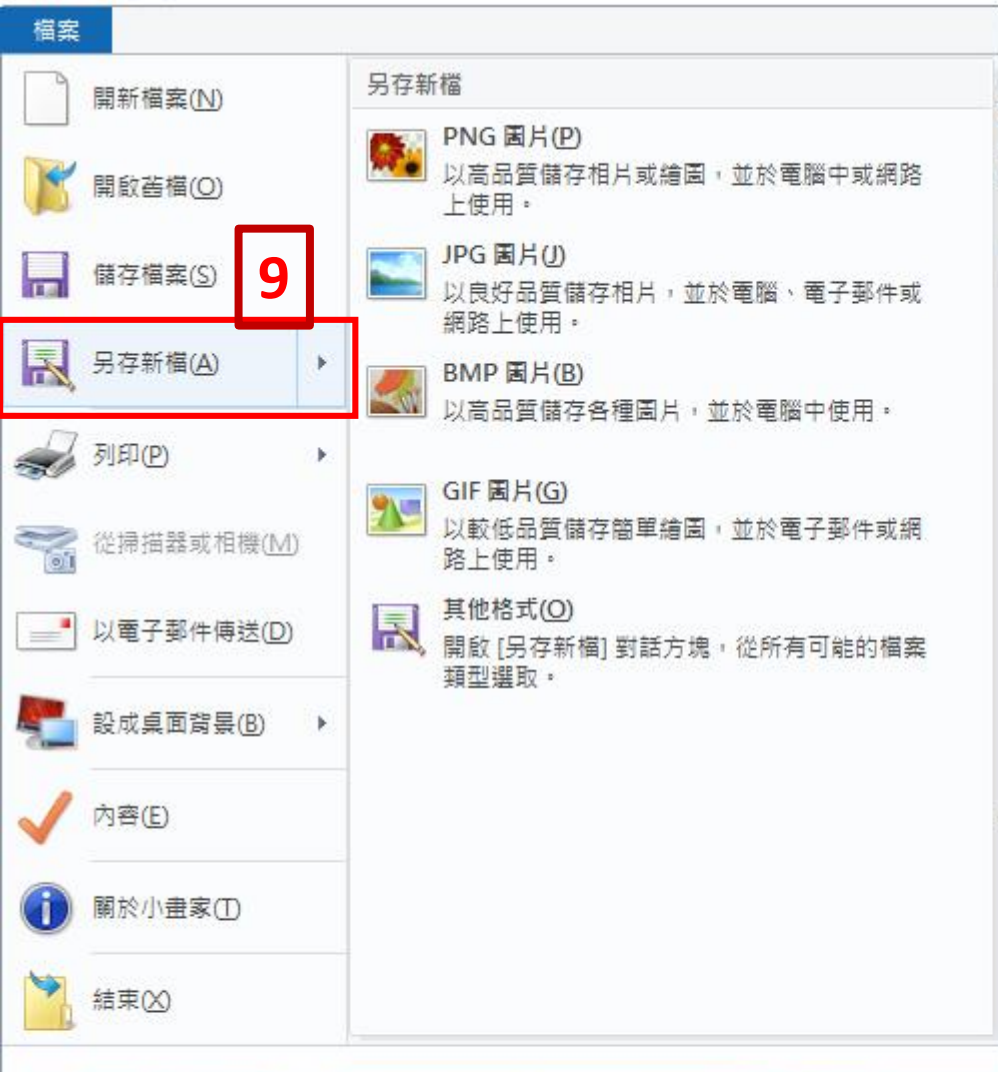 檔案
開新檔案(N)
開啟舊檔(O)
儲存檔案(S)
9
另存新檔(A)
列印(P)
從掃描器或相機(M)
以電子郵件傳送(D)
設成桌面背景(B)
內容(E)
關於小畫家(T)
結束(X)
另存新檔
PNG 圖片(P)
以高品質儲存相片或繪圖，並於電腦中或網路
上使用。
JPG 圖片(J)
以良好品質儲存相片，並於電腦、電子郵件或
網路上使用。
BMP 圖片(B)
以高品質儲存各種圖片，並於電腦中使用。
GIF 圖片(G)
以較低品質儲存簡單繪圖，並於電子郵件或網
路上使用。
其他格式(O)
開啟 [另存新檔] 對話方塊，從所有可能的檔案
類型選取。